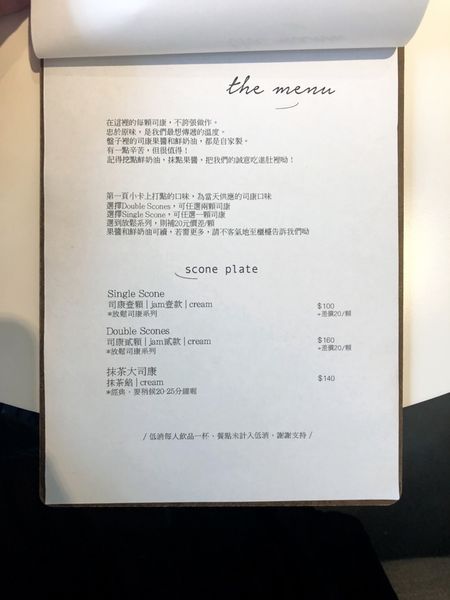 the menu
在這裡的每顆司康，不誇張做作。
忠於原味，是我們最想傳遞的溫度。
盤子裡的司康果醬和鮮奶油，都是自家製。
有一點辛苦，但很值得！
記得挖點鮮奶油，抹點果醬，把我們的誠意吃進肚裡呦！
第一頁小卡上打點的口味，為當天供應的司康口味
選擇Double Scones，可任選兩顆司康
選擇Single Scone，可任選一顆司康
選到放鬆系列，則補20元價差/顆
果醬和鮮奶油可續，若需更多，請不客氣地至櫃檯告訴我們呦
scone plate
Single Scone
司康壹顆 | jam壹款 | cream $100
*放鬆司康系列 +差價20/顆
Double Scones
司康貳顆 | jam貳款 | cream $160
*放鬆司康系列 +差價20/顆
抹茶大司康
抹茶餡 | cream $140
*經典、要稍候20-25分鐘喔
/ 低消每人飲品一杯、餐點未計入低消，謝謝支持 /